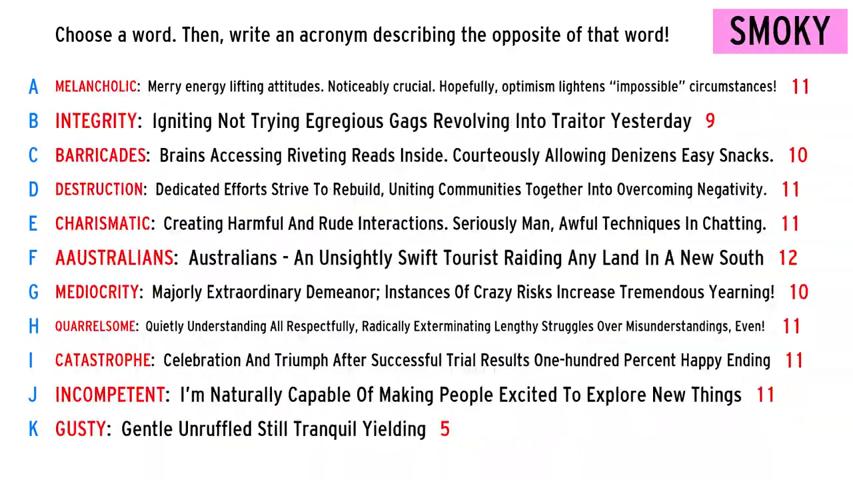 Choose a word. Then, write an acronym describing the opposite of that word!
SMOKY
A MELANCHOLIC: Merry energy lifting attitudes. Noticeably crucial. Hopefully, optimism lightens "impossible" circumstances! 11
B INTEGRITY: Igniting Not Trying Egregious Gags Revolving Into Traitor Yesterday 9
C BARRICADES: Brains Accessing Riveting Reads Inside. Courteously Allowing Denizens Easy Snacks. 10
D DESTRUCTION: Dedicated Efforts Strive To Rebuild, Uniting Communities Together Into Overcoming Negativity. 11
E CHARISMATIC: Creating Harmful And Rude Interactions. Seriously Man, Awful Techniques In Chatting. 11
F AAUSTRALIANS: Australians - An Unsightly Swift Tourist Raiding Any Land In A New South 12
G MEDIOCRITY: Majorly Extraordinary Demeanor; Instances Of Crazy Risks Increase Tremendous Yearning! 10
H QUARRELSOME: Quietly Understanding All Respectfully, Radically Exterminating Lengthy Struggles Over Misunderstandings, Even! 11
I CATASTROPHE: Celebration And Triumph After Successful Trial Results One-hundred Percent Happy Ending 11
J INCOMPETENT: I'm Naturally Capable Of Making People Excited To Explore New Things 11
K GUSTY: Gentle Unruffled Still Tranquil Yielding 5